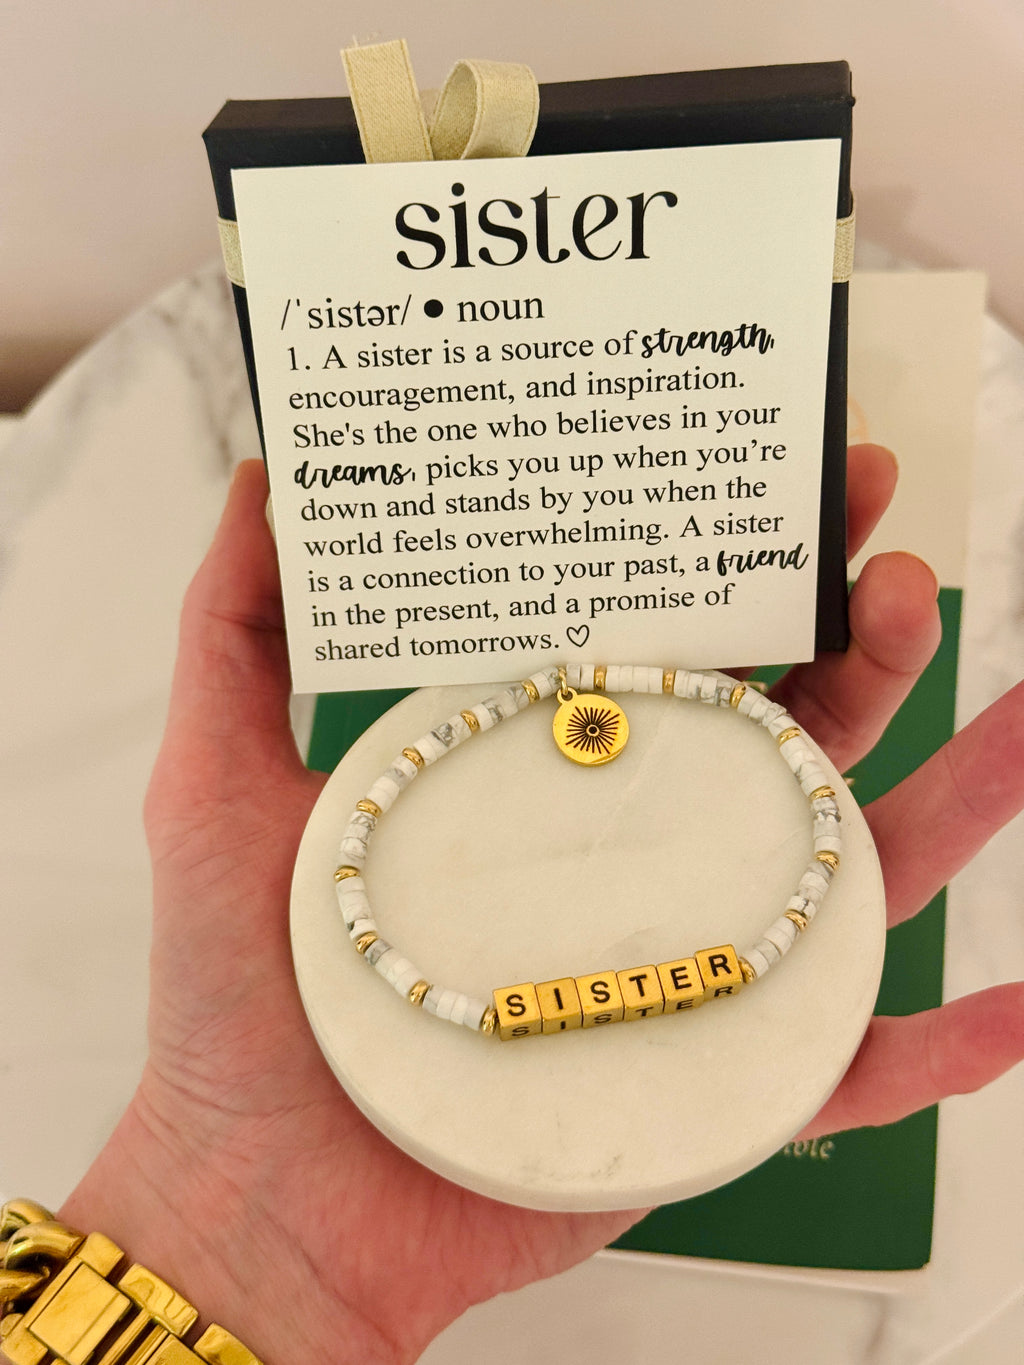 sister
/ˈsistər/ ● noun
1. A sister is a source of strength,
encouragement, and inspiration.
She's the one who believes in your
dreams, picks you up when you’re
down and stands by you when the
world feels overwhelming. A sister
is a connection to your past, a friend
in the present, and a promise of
shared tomorrows. ♡
SISTER
SISTER